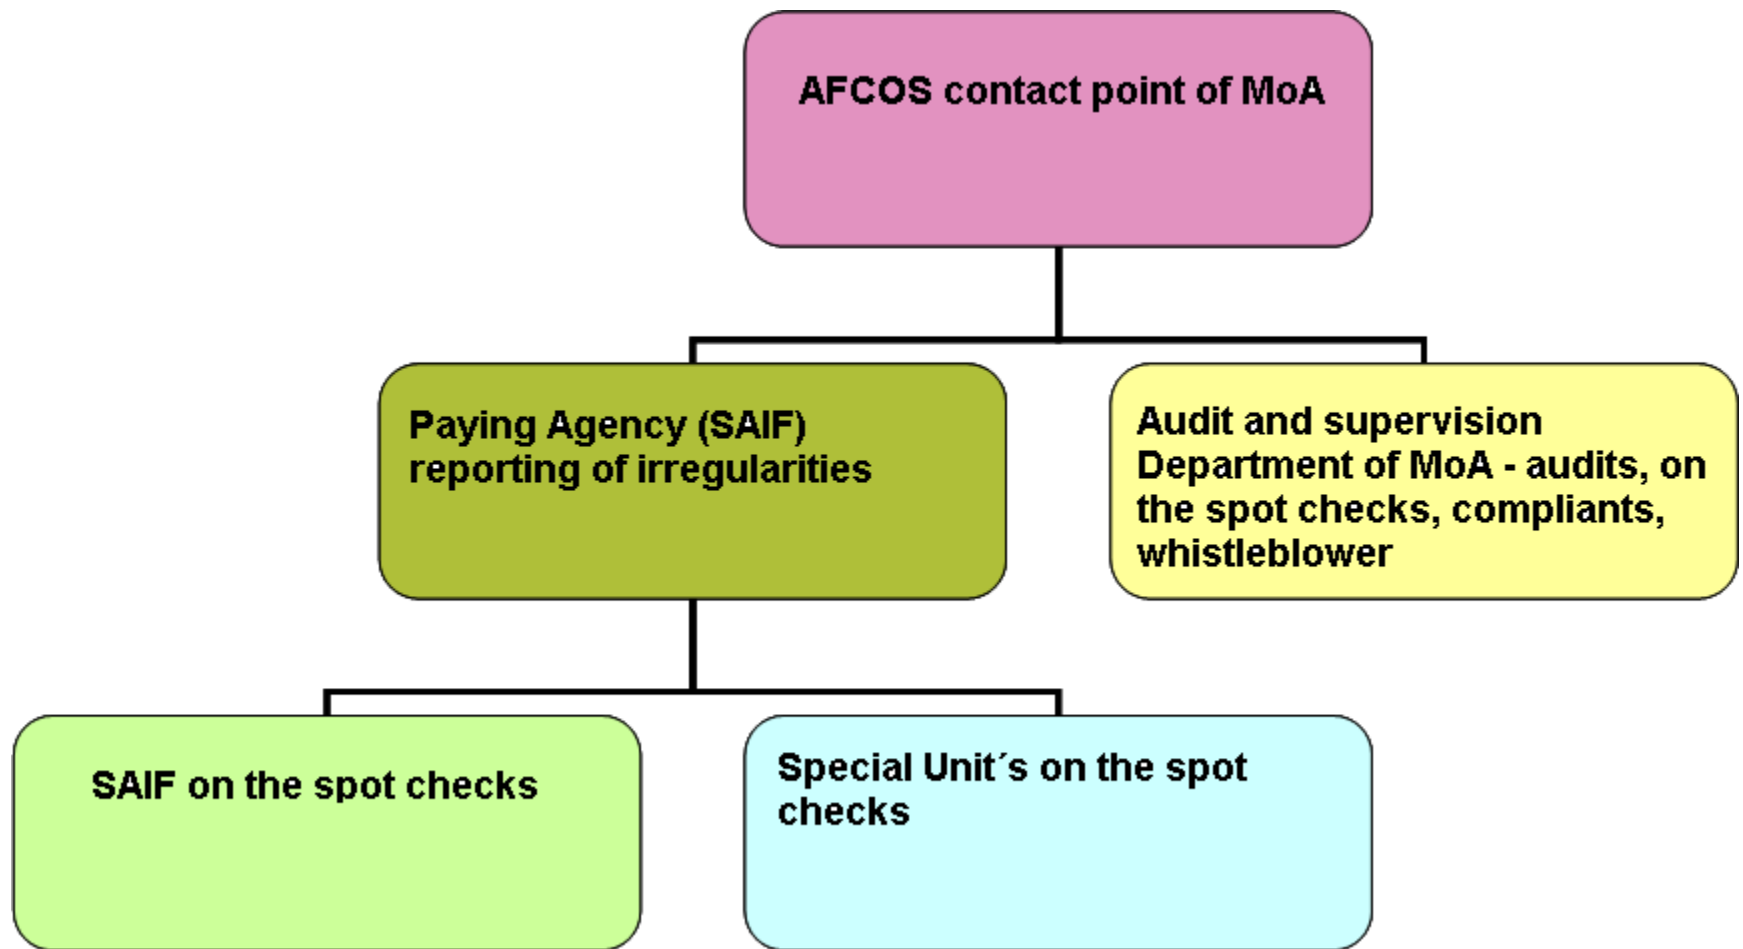 AFCOS contact point of MoA
Paying Agency (SAIF)
reporting of irregularities
Audit and supervision
Department of MoA - audits, on
the spot checks, compliants,
whistleblower
SAIF on the spot checks
Special Unit´s on the spot
checks